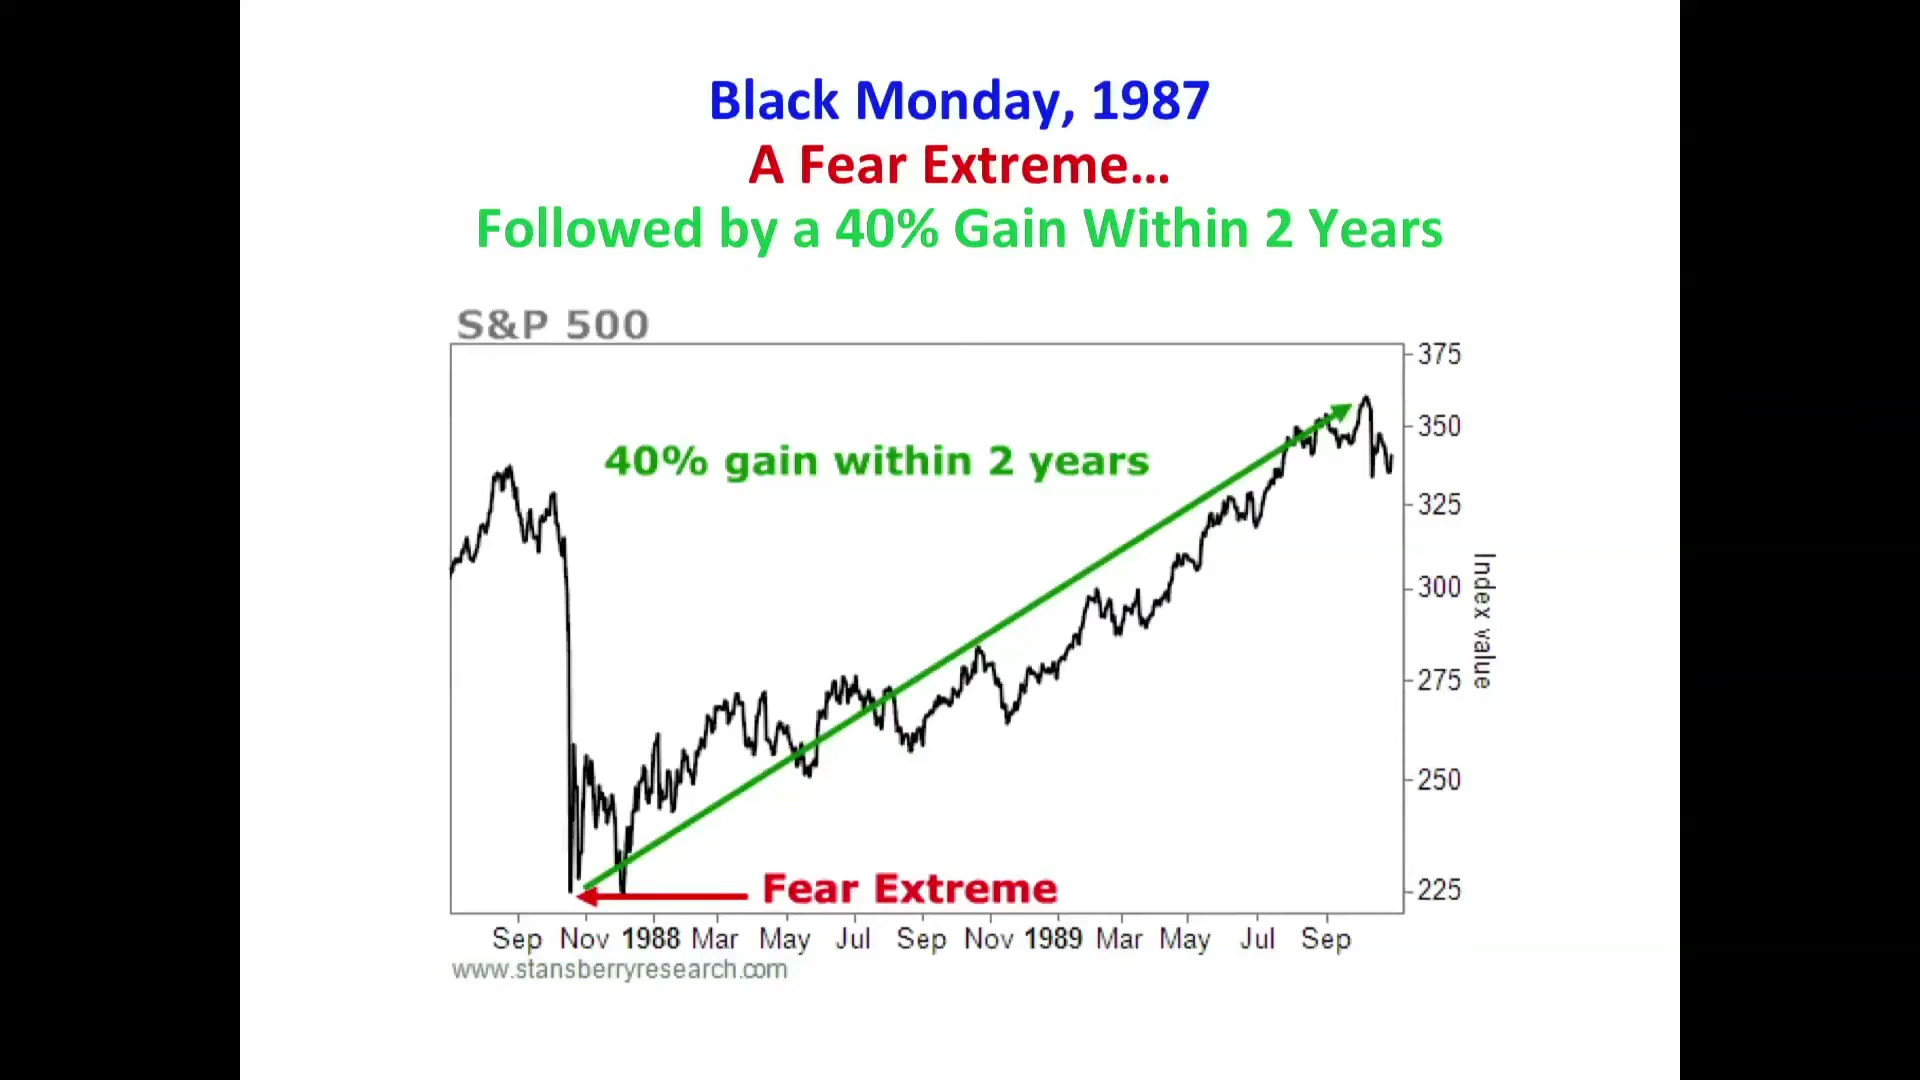 Black Monday, 1987
A Fear Extreme...
Followed by a 40% Gain Within 2 Years
S&P 500
40% gain within 2 years
375
350
325
300
275
250
225
Index value
Fear Extreme
Sep Nov 1988 Mar May Jul Sep Nov 1989 Mar May Jul Sep
www.stansberryresearch.com